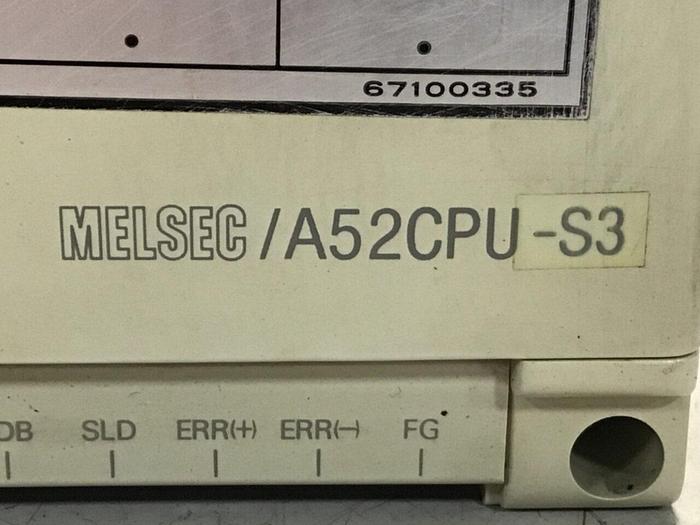 67100335
MELSEC /A52CPU -S3
DB SLD ERR(+) ERR(-) FG